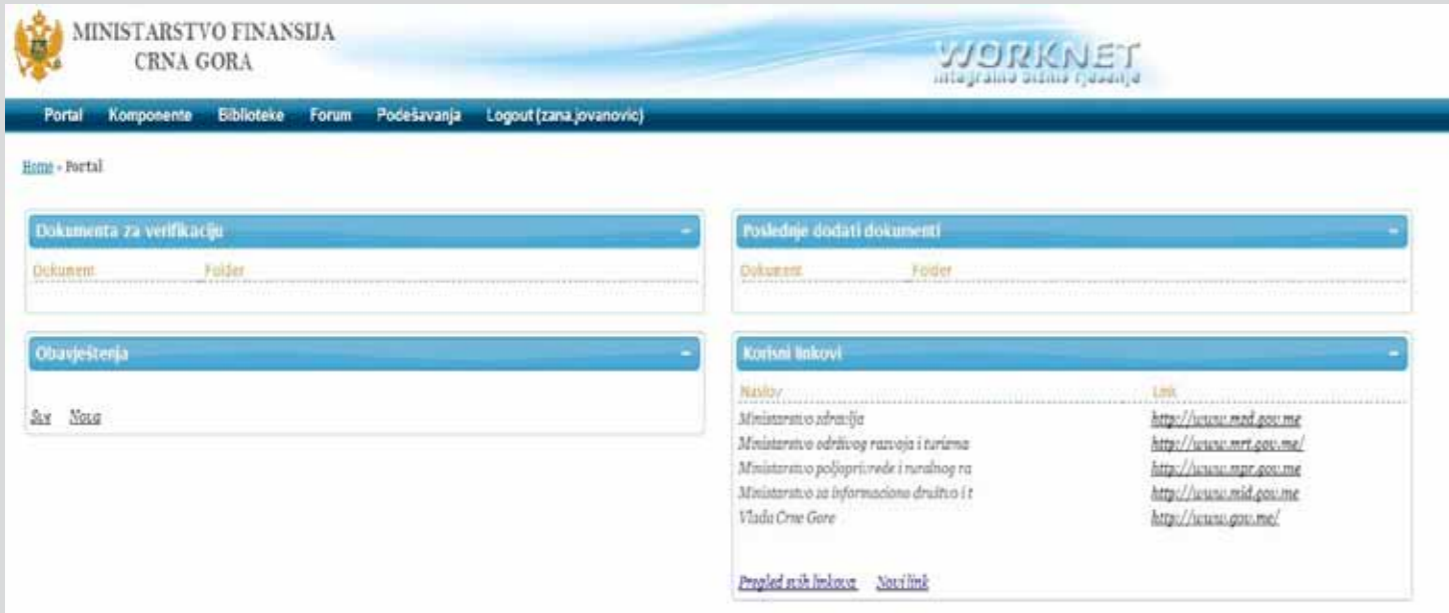 MINISTARSTVO FINANSIJA
CRNA GORA
WORKNET
integralno biznis rješenje
Portal Komponente Biblioteke Forum Podešavanja Logout (zana.jovanovic)
Home » Portal
Dokumenta za verifikaciju
Dokument Folder
Poslednje dodati dokumenti
Dokument Folder
Obavještenja
Sve Nova
Korisni linkovi
Naslov Link
Ministarstvo zdravlja http://www.mzd.gov.me
Ministarstvo održivog razvoja i turizma http://www.mrt.gov.me/
Ministarstvo poljoprivrede i ruralnog ra http://www.mpr.gov.me
Ministarstvo za informaciono društvo i t http://www.mid.gov.me
Vlada Crne Gore http://www.gov.me/
Pregled svih linkova Novi link